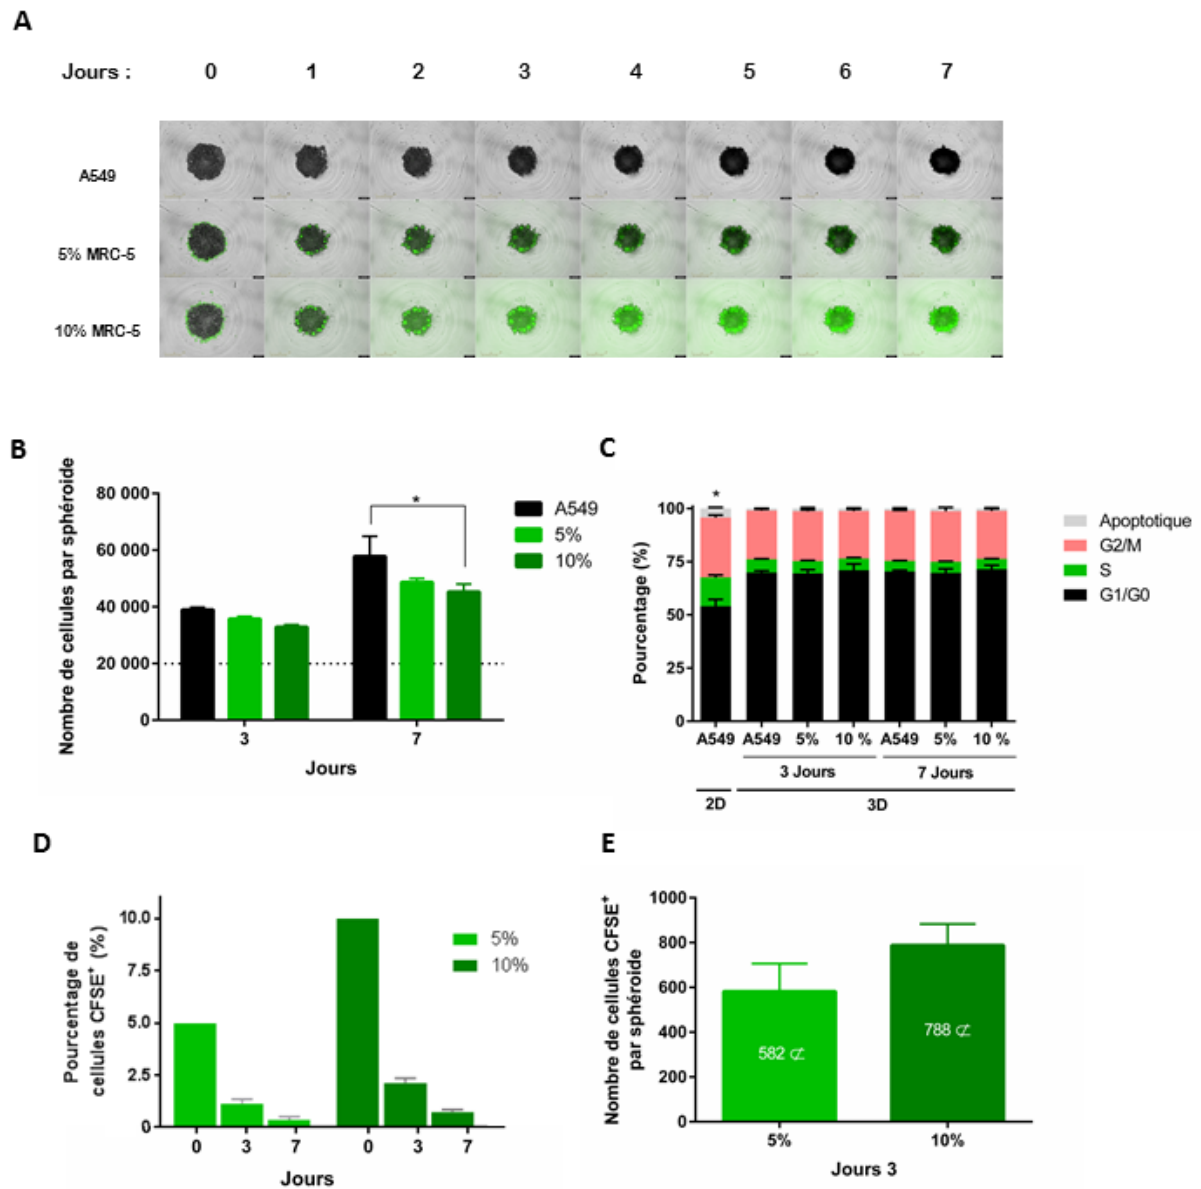 A
Jours : 0 1 2 3 4 5 6 7
A549
5% MRC-5
10% MRC-5
B
Nombre de cellules par sphéroide
80 000
60 000
40 000
20 000
0
*
A549
5%
10%
3 7
Jours
C
Pourcentage (%)
100
75
50
25
0
*
Apoptotique
G2/M
S
G1/G0
A549 A549 5% 10 % A549 5% 10 %
3 Jours 7 Jours
2D 3D
D
Pourcentage de
cellules CFSE+ (%)
10.0
7.5
5.0
2.5
0
5%
10%
0 3 7 0 3 7
Jours
E
Nombre de cellules CFSE+
par sphéroide
1000
800
600
400
200
0
582 ⊄
788 ⊄
5% 10%
Jours 3